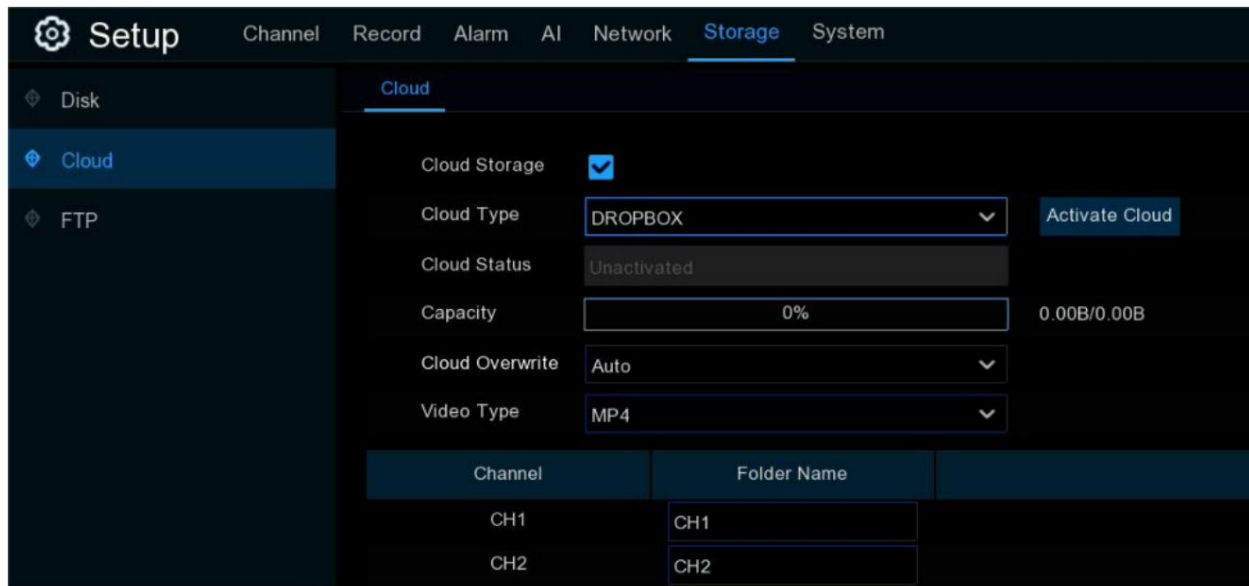 Setup Channel Record Alarm AI Network Storage System
Disk
Cloud
FTP
Cloud
Cloud Storage
Cloud Type DROPBOX Activate Cloud
Cloud Status Unactivated
Capacity 0% 0.00B/0.00B
Cloud Overwrite Auto
Video Type MP4
Channel Folder Name
CH1 CH1
CH2 CH2